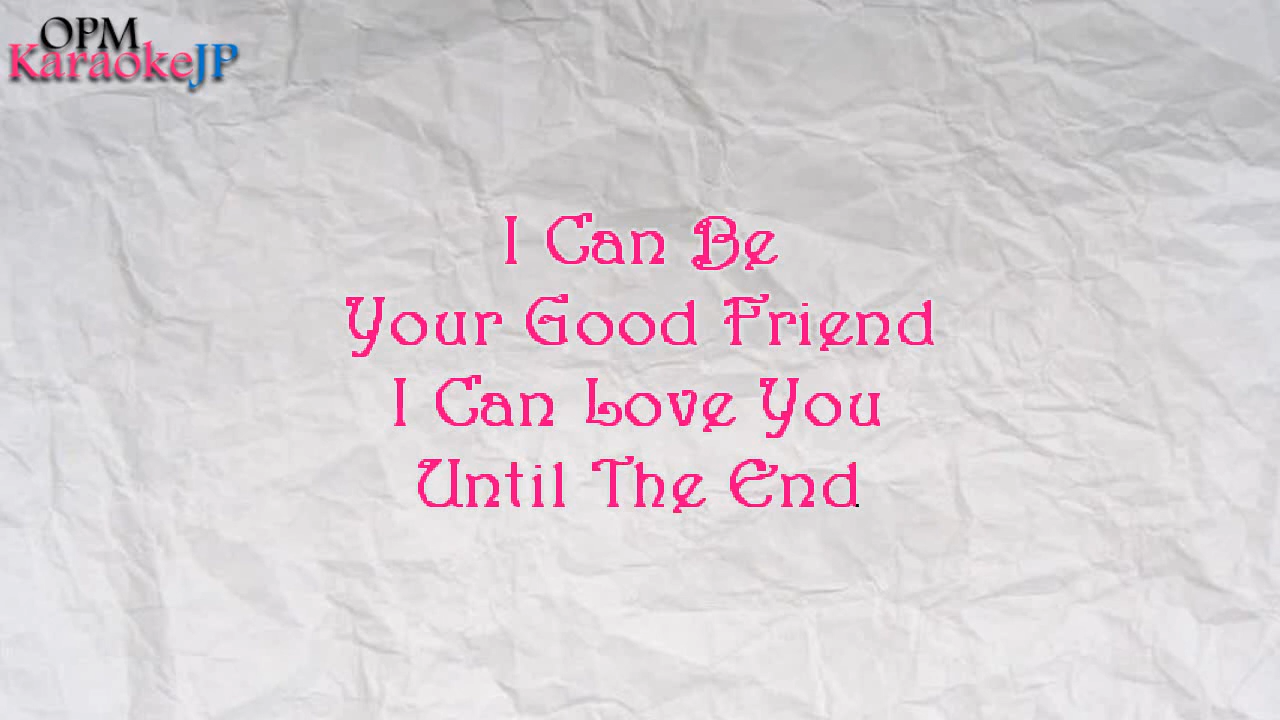 OPM
KaraokeJP
I Can Be
Your Good Friend
I Can Love You
Until The End